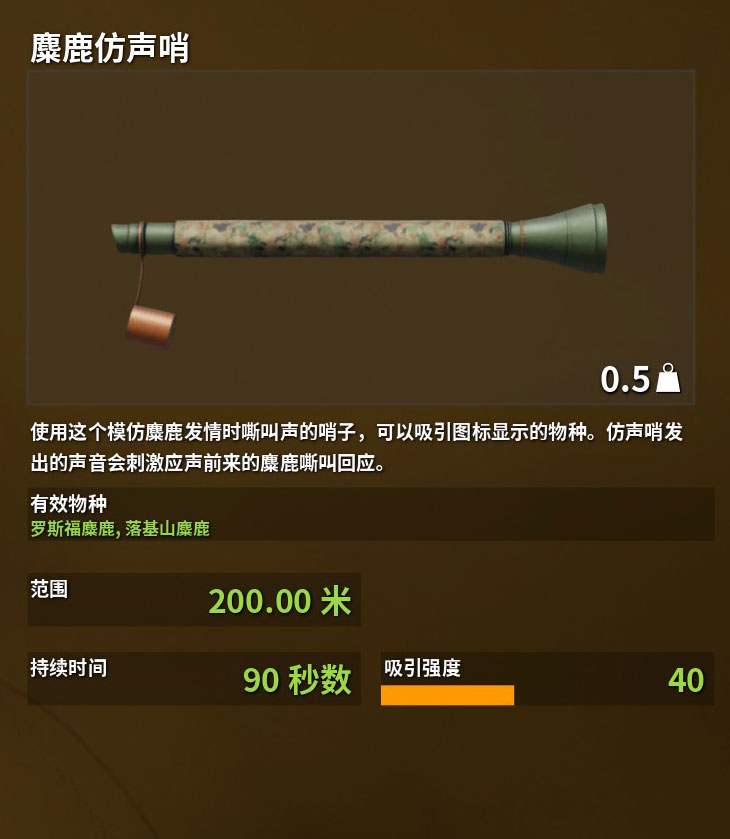 麋鹿仿声哨
0.5
使用这个模仿麋鹿发情时嘶叫声的哨子，可以吸引图标显示的物种。仿声哨发
出的声音会刺激应声前来的麋鹿嘶叫回应。
有效物种
罗斯福麋鹿, 落基山麋鹿
范围
200.00 米
持续时间
90 秒数
吸引强度
40